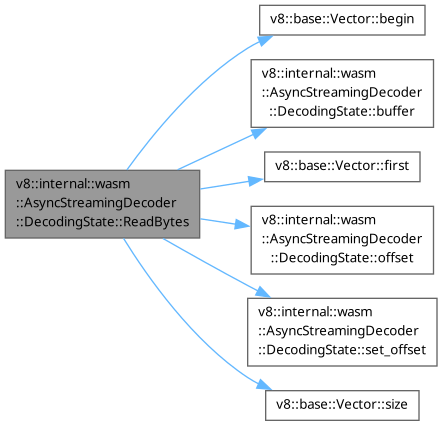 v8::base::Vector::begin
v8::internal::wasm
::AsyncStreamingDecoder
::DecodingState::buffer
v8::base::Vector::first
v8::internal::wasm
::AsyncStreamingDecoder
::DecodingState::ReadBytes
v8::internal::wasm
::AsyncStreamingDecoder
::DecodingState::offset
v8::internal::wasm
::AsyncStreamingDecoder
::DecodingState::set_offset
v8::base::Vector::size